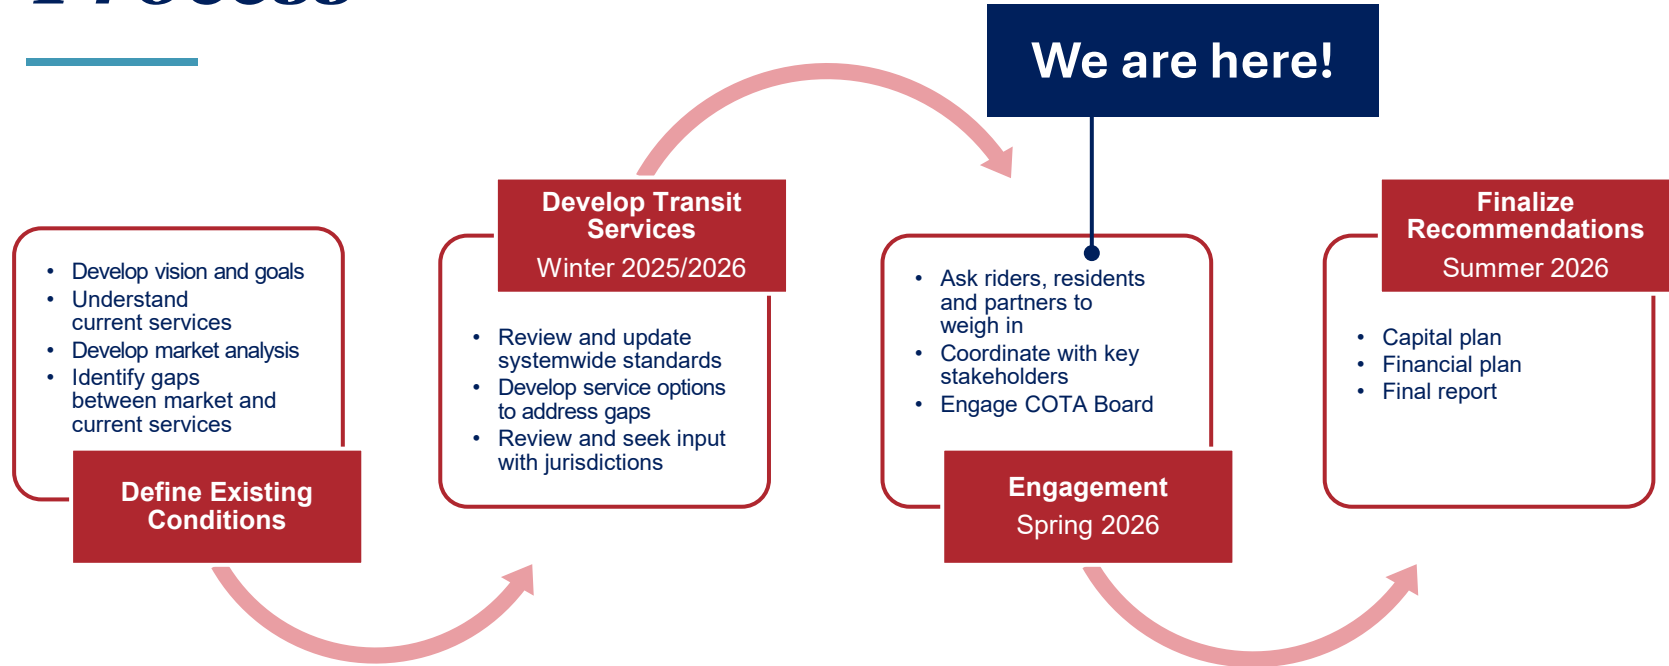 Process
We are here!
• Develop vision and goals
• Understand
current services
• Develop market analysis
• Identify gaps
between market and
current services
Define Existing
Conditions
Develop Transit
Services
Winter 2025/2026
• Review and update
systemwide standards
• Develop service options
to address gaps
• Review and seek input
with jurisdictions
• Ask riders, residents
and partners to
weigh in
• Coordinate with key
stakeholders
• Engage COTA Board
Engagement
Spring 2026
Finalize
Recommendations
Summer 2026
• Capital plan
• Financial plan
• Final report